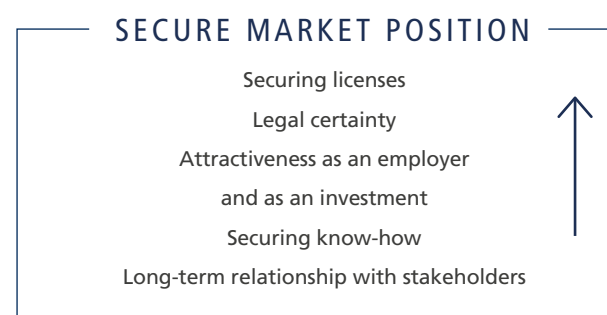 SECURE MARKET POSITION
Securing licenses
Legal certainty
Attractiveness as an employer
and as an investment
Securing know-how
Long-term relationship with stakeholders